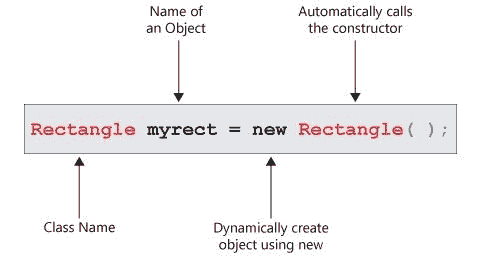 Name of
an Object
Automatically calls
the constructor
Rectangle myrect = new Rectangle( );
Class Name
Dynamically create
object using new